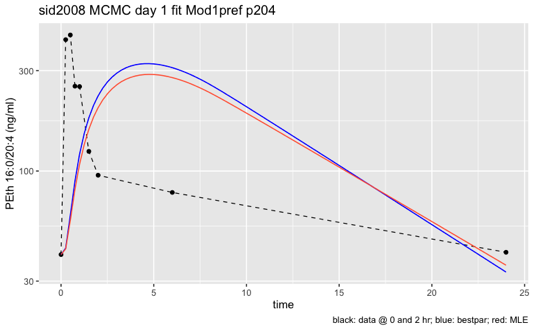 sid2008 MCMC day 1 fit Mod1pref p204
PEth 16:0/20:4 (ng/ml)
300
100
30
0
5
10
15
20
25
time
black: data @ 0 and 2 hr; blue: bestpar; red: MLE